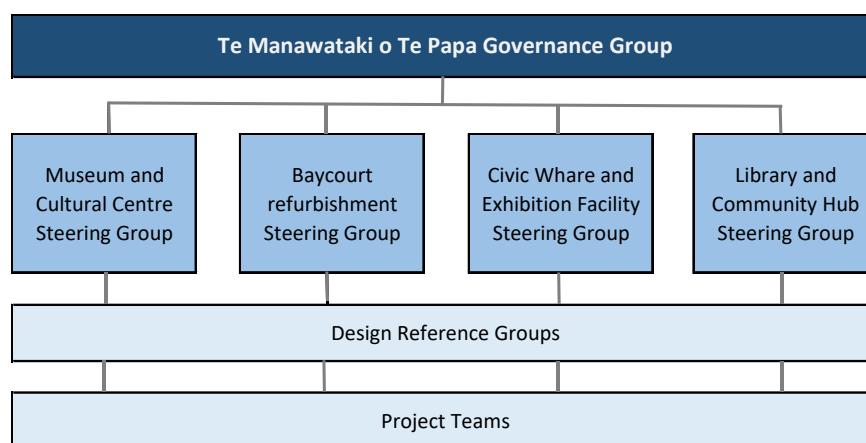 Te Manawataki o Te Papa Governance Group
Museum and
Cultural Centre
Steering Group
Baycourt
refurbishment
Steering Group
Civic Whare and
Exhibition Facility
Steering Group
Library and
Community Hub
Steering Group
Design Reference Groups
Project Teams